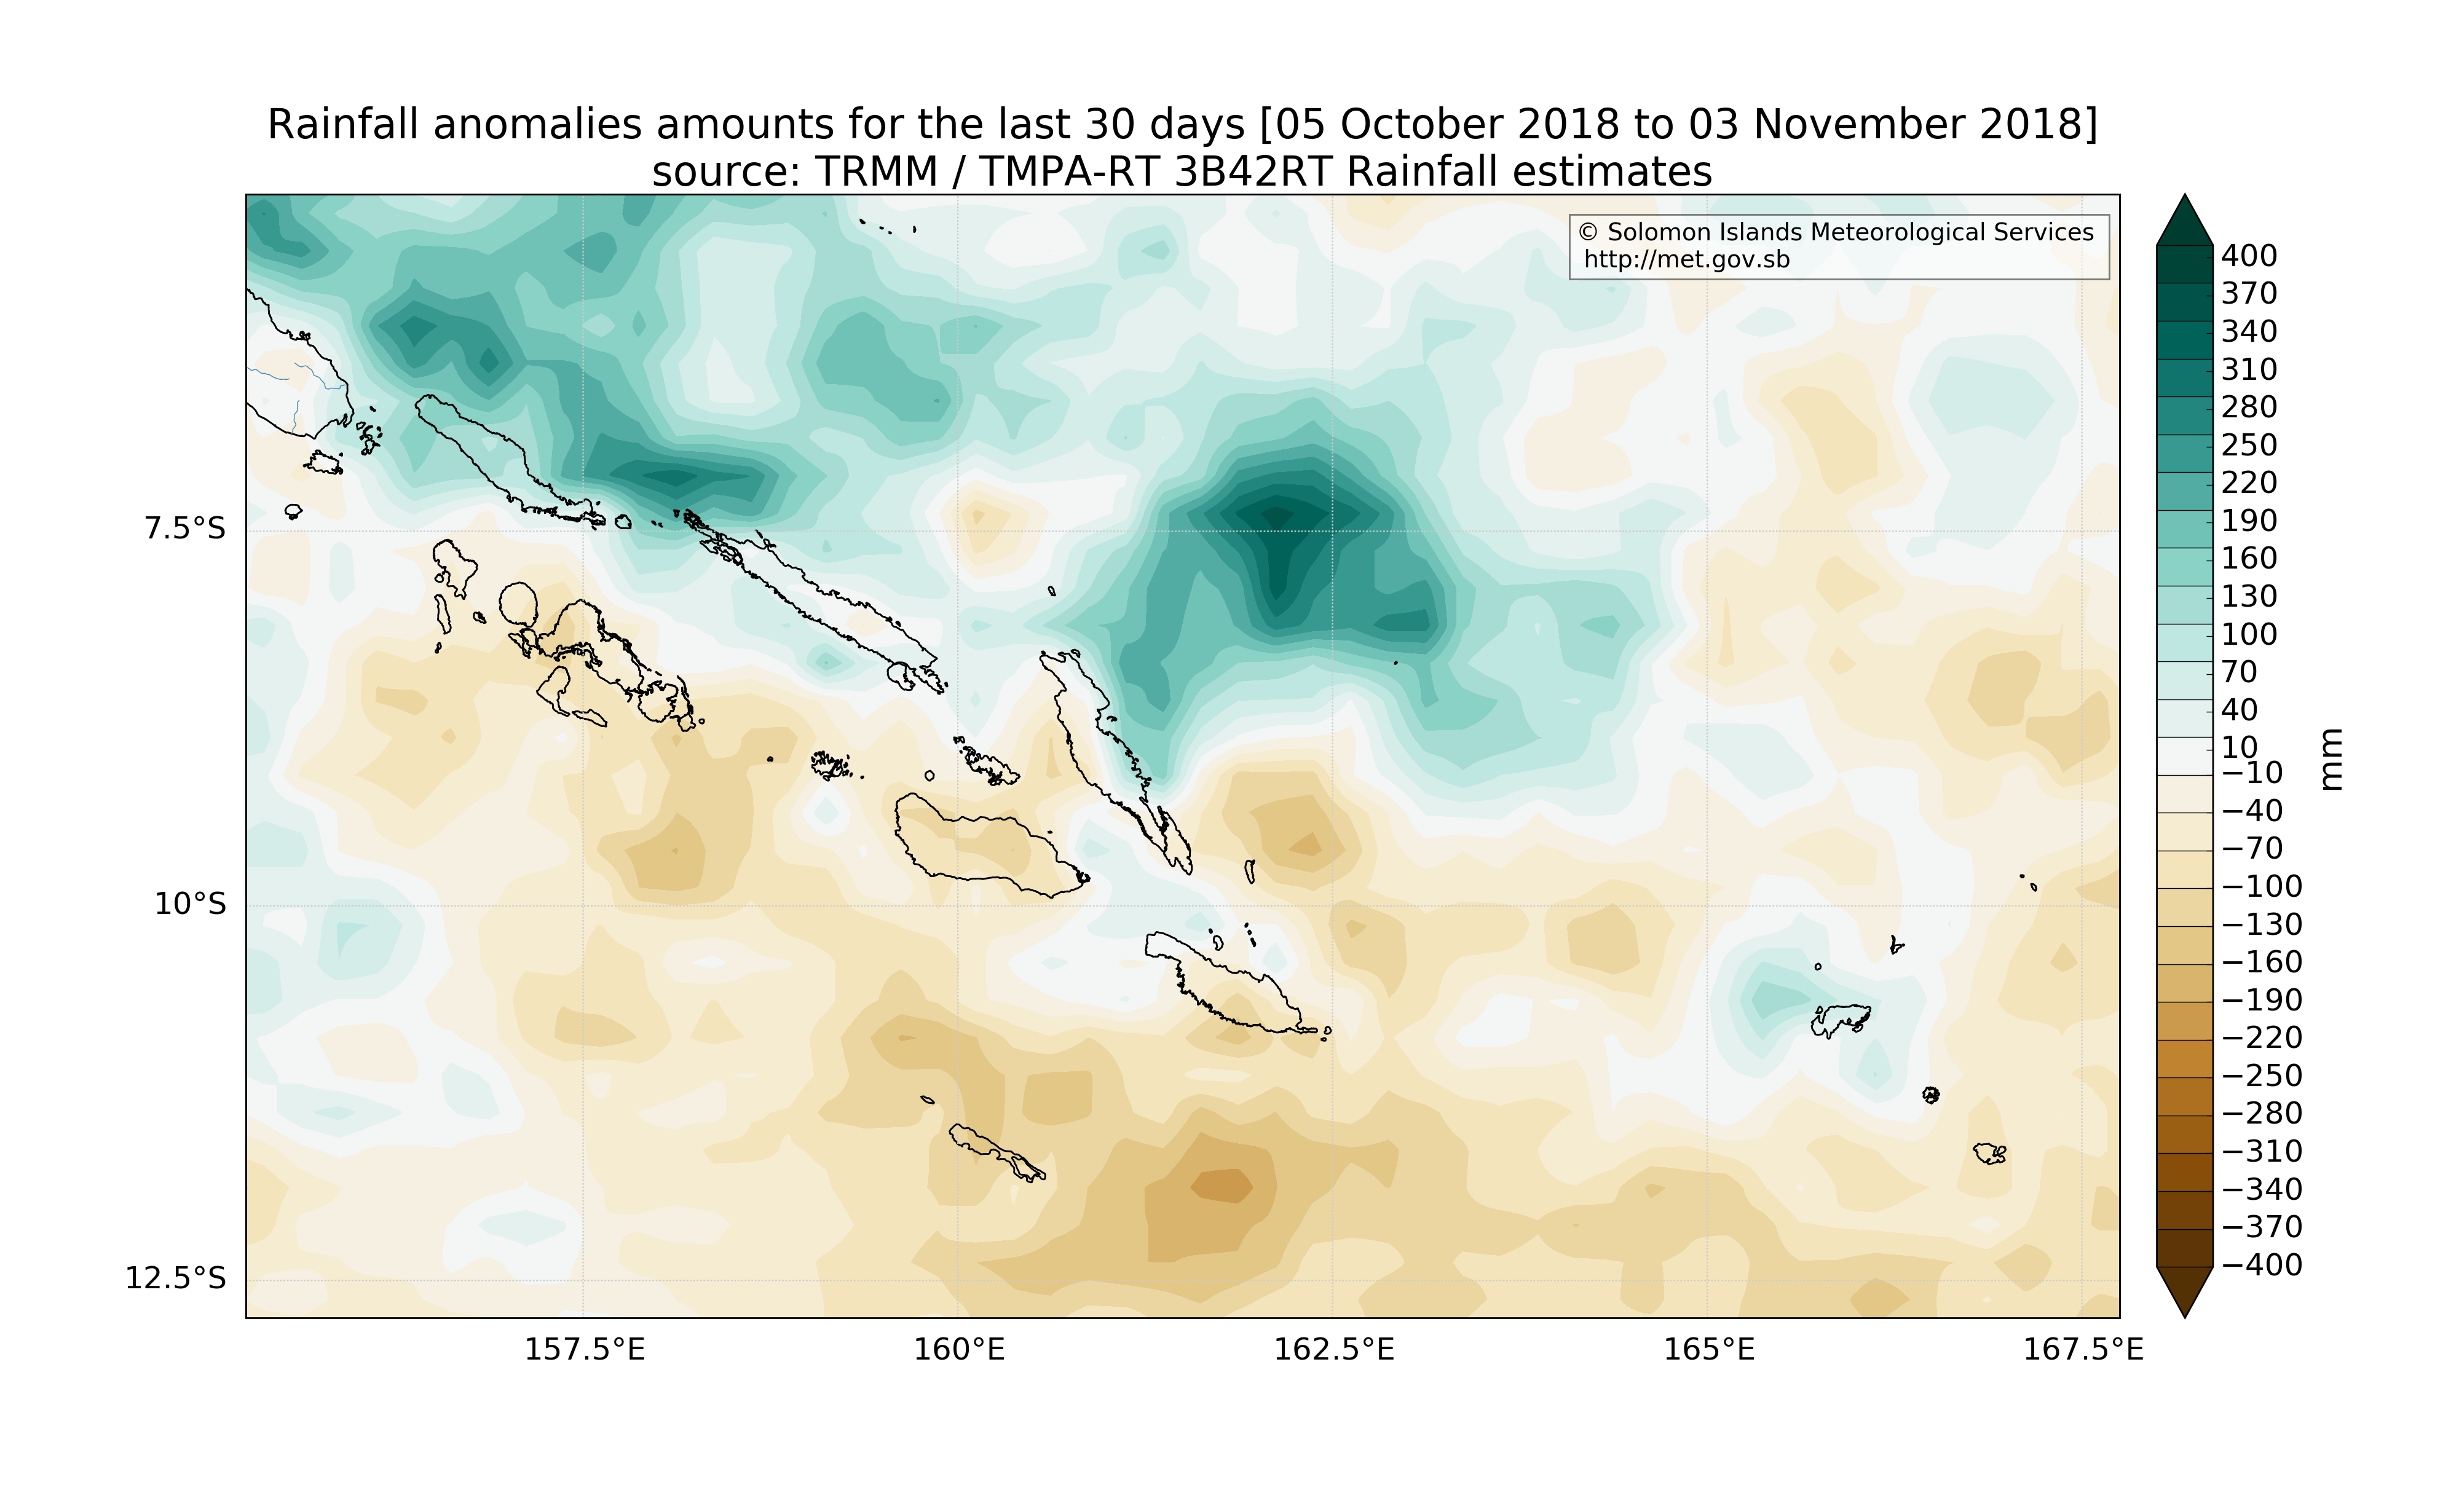 Rainfall anomalies amounts for the last 30 days [05 October 2018 to 03 November 2018]
source: TRMM / TMPA-RT 3B42RT Rainfall estimates
© Solomon Islands Meteorological Services
http://met.gov.sb
7.5°S
10°S
12.5°S
157.5°E
160°E
162.5°E
165°E
167.5°E
400
370
340
310
280
250
220
190
160
130
100
70
40
10
−10
−40
−70
−100
−130
−160
−190
−220
−250
−280
−310
−340
−370
−400
mm